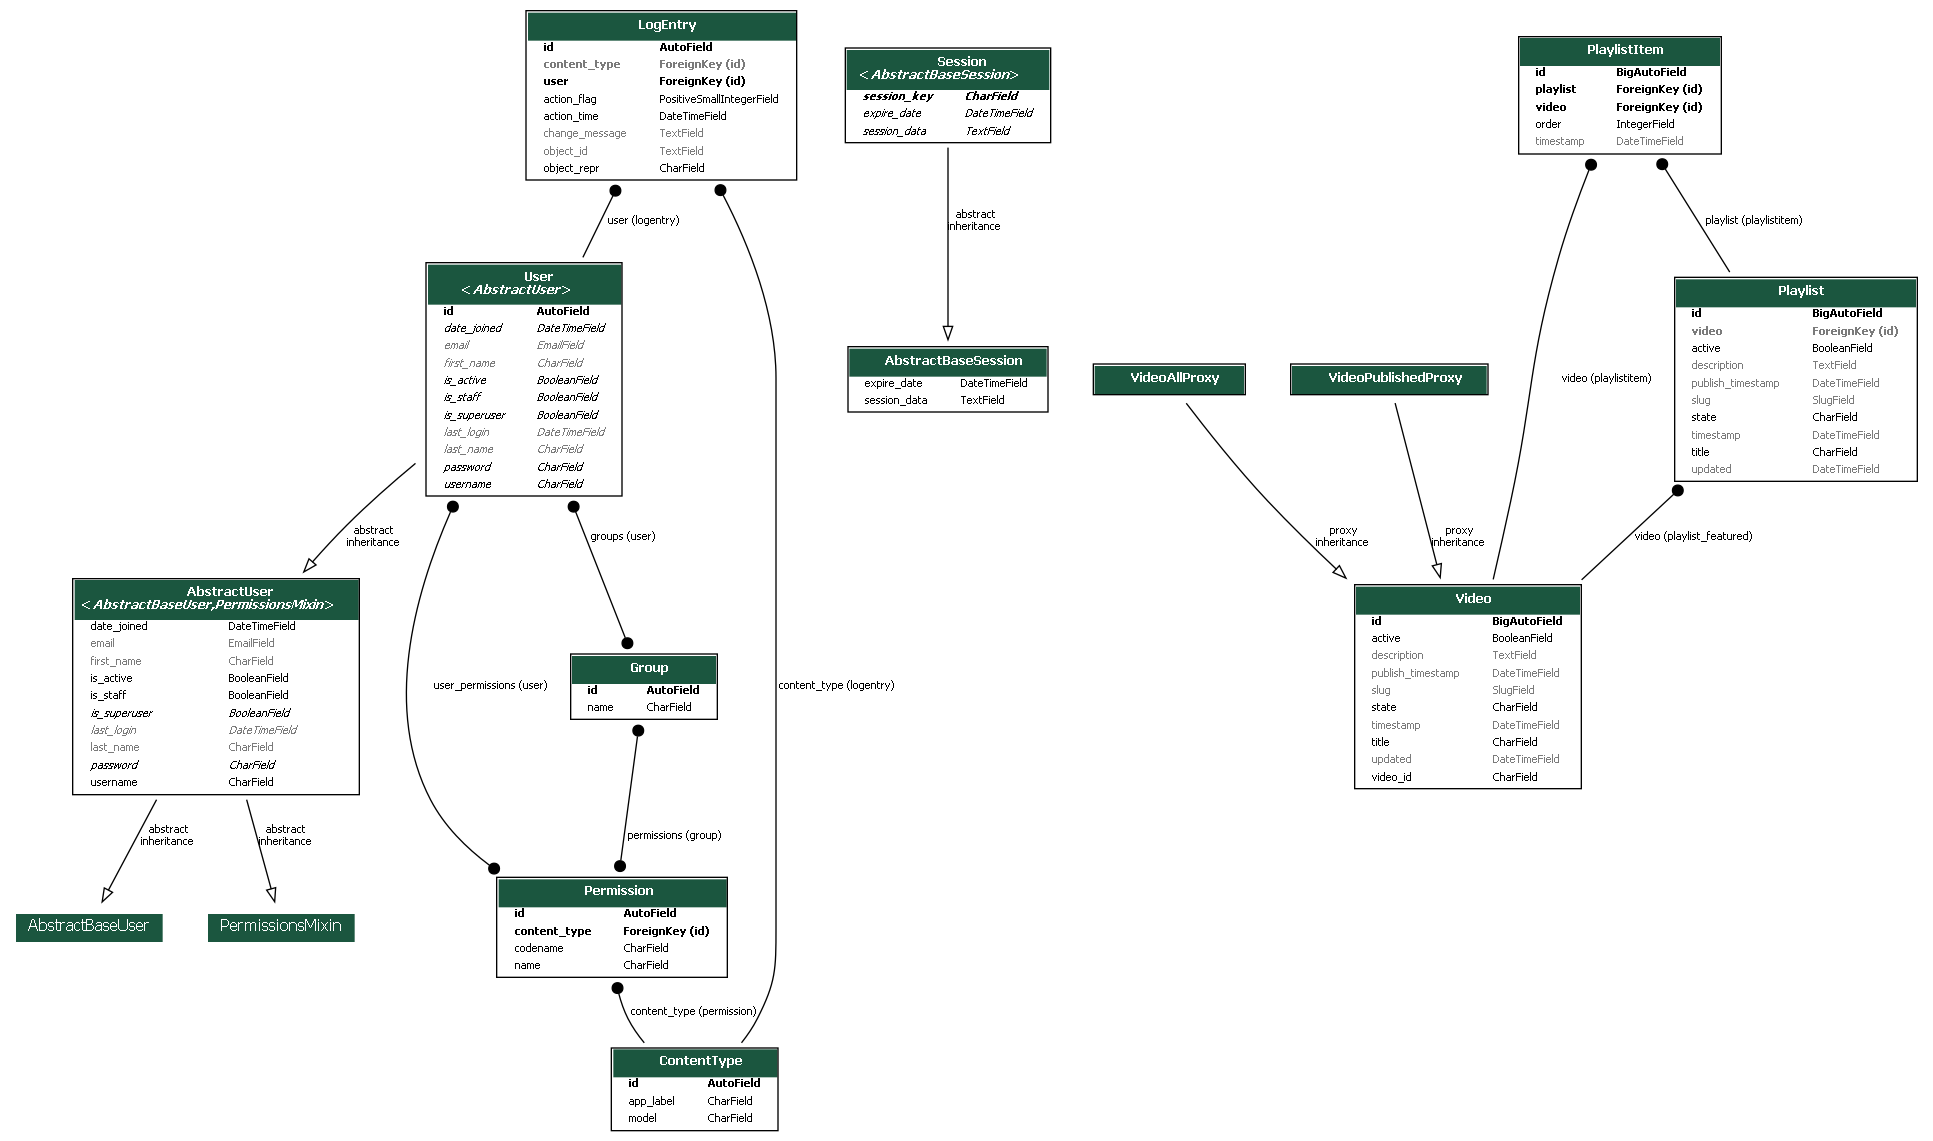 LogEntry
id AutoField
content_type ForeignKey (id)
user ForeignKey (id)
action_flag PositiveSmallIntegerField
action_time DateTimeField
change_message TextField
object_id TextField
object_repr CharField
user (logentry)
Session
<AbstractBaseSession>
session_key CharField
expire_date DateTimeField
session_data TextField
abstract
inheritance
AbstractBaseSession
expire_date DateTimeField
session_data TextField
User
<AbstractUser>
id AutoField
date_joined DateTimeField
email EmailField
first_name CharField
is_active BooleanField
is_staff BooleanField
is_superuser BooleanField
last_login DateTimeField
last_name CharField
password CharField
username CharField
abstract
inheritance
groups (user)
user_permissions (user)
content_type (logentry)
AbstractUser
<AbstractBaseUser,PermissionsMixin>
date_joined DateTimeField
email EmailField
first_name CharField
is_active BooleanField
is_staff BooleanField
is_superuser BooleanField
last_login DateTimeField
last_name CharField
password CharField
username CharField
abstract
inheritance
abstract
inheritance
AbstractBaseUser
PermissionsMixin
Group
id AutoField
name CharField
permissions (group)
Permission
id AutoField
content_type ForeignKey (id)
codename CharField
name CharField
content_type (permission)
ContentType
id AutoField
app_label CharField
model CharField
PlaylistItem
id BigAutoField
playlist ForeignKey (id)
video ForeignKey (id)
order IntegerField
timestamp DateTimeField
playlist (playlistitem)
video (playlistitem)
Playlist
id BigAutoField
video ForeignKey (id)
active BooleanField
description TextField
publish_timestamp DateTimeField
slug SlugField
state CharField
timestamp DateTimeField
title CharField
updated DateTimeField
video (playlist_featured)
VideoAllProxy
VideoPublishedProxy
proxy
inheritance
proxy
inheritance
Video
id BigAutoField
active BooleanField
description TextField
publish_timestamp DateTimeField
slug SlugField
state CharField
timestamp DateTimeField
title CharField
updated DateTimeField
video_id CharField